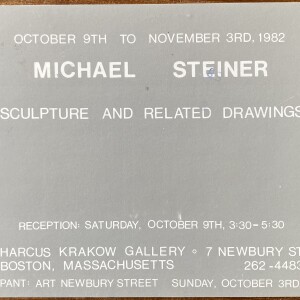 OCTOBER 9TH TO NOVEMBER 3RD, 1982
MICHAEL STEINER
SCULPTURE AND RELATED DRAWINGS
RECEPTION: SATURDAY, OCTOBER 9TH, 3:30-5:30
HARCUS KRAKOW GALLERY ° 7 NEWBURY ST
BOSTON, MASSACHUSETTS 262-4483
PANT: ART NEWBURY STREET SUNDAY, OCTOBER 3RD